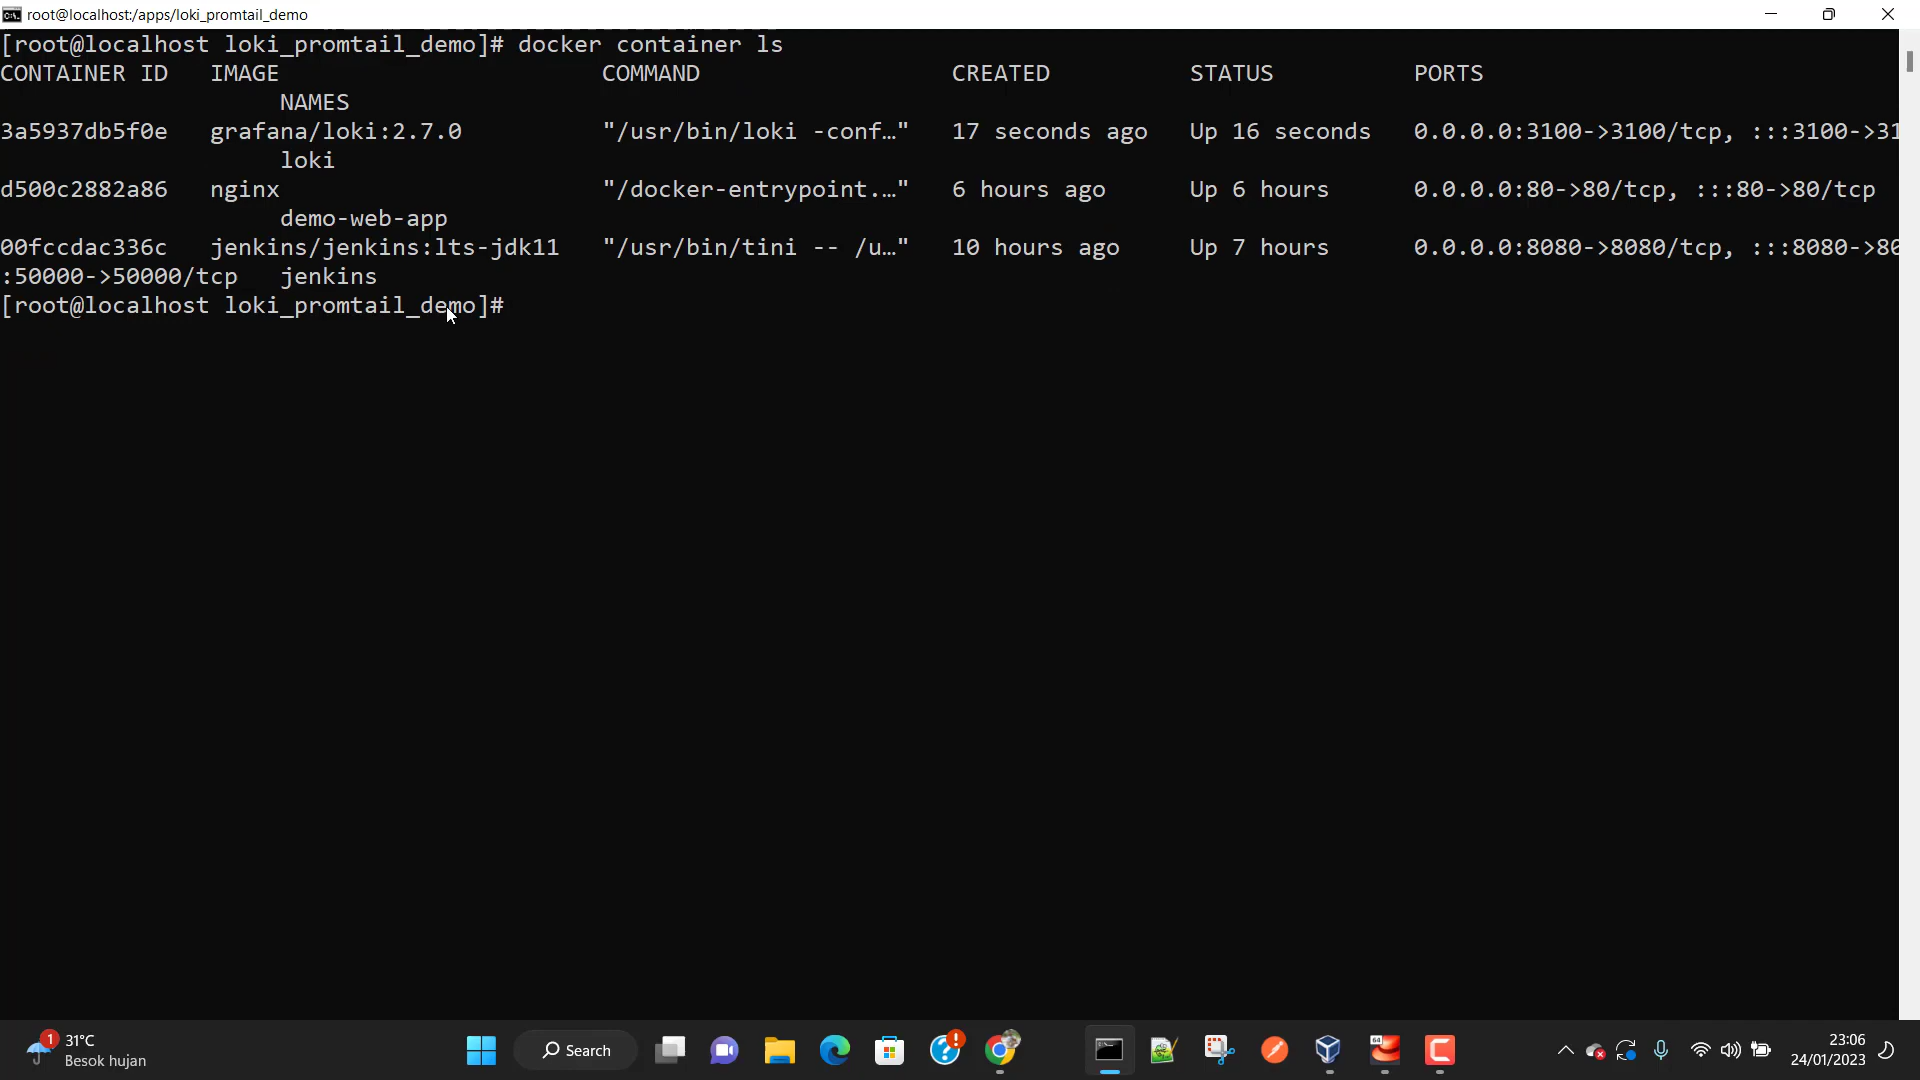 root@localhost:/apps/loki_promtail_demo
[root@localhost loki_promtail_demo]# docker container ls
CONTAINER ID   IMAGE                       COMMAND                  CREATED          STATUS          PORTS
                    NAMES
3a5937db5f0e   grafana/loki:2.7.0          "/usr/bin/loki -conf…"   17 seconds ago   Up 16 seconds   0.0.0.0:3100->3100/tcp, :::3100->31
                    loki
d500c2882a86   nginx                       "/docker-entrypoint.…"   6 hours ago      Up 6 hours      0.0.0.0:80->80/tcp, :::80->80/tcp
                    demo-web-app
00fccdac336c   jenkins/jenkins:lts-jdk11   "/usr/bin/tini -- /u…"   10 hours ago     Up 7 hours      0.0.0.0:8080->8080/tcp, :::8080->80
:50000->50000/tcp   jenkins
[root@localhost loki_promtail_demo]#
1
31°C
Besok hujan
Search
64
23:06
24/01/2023